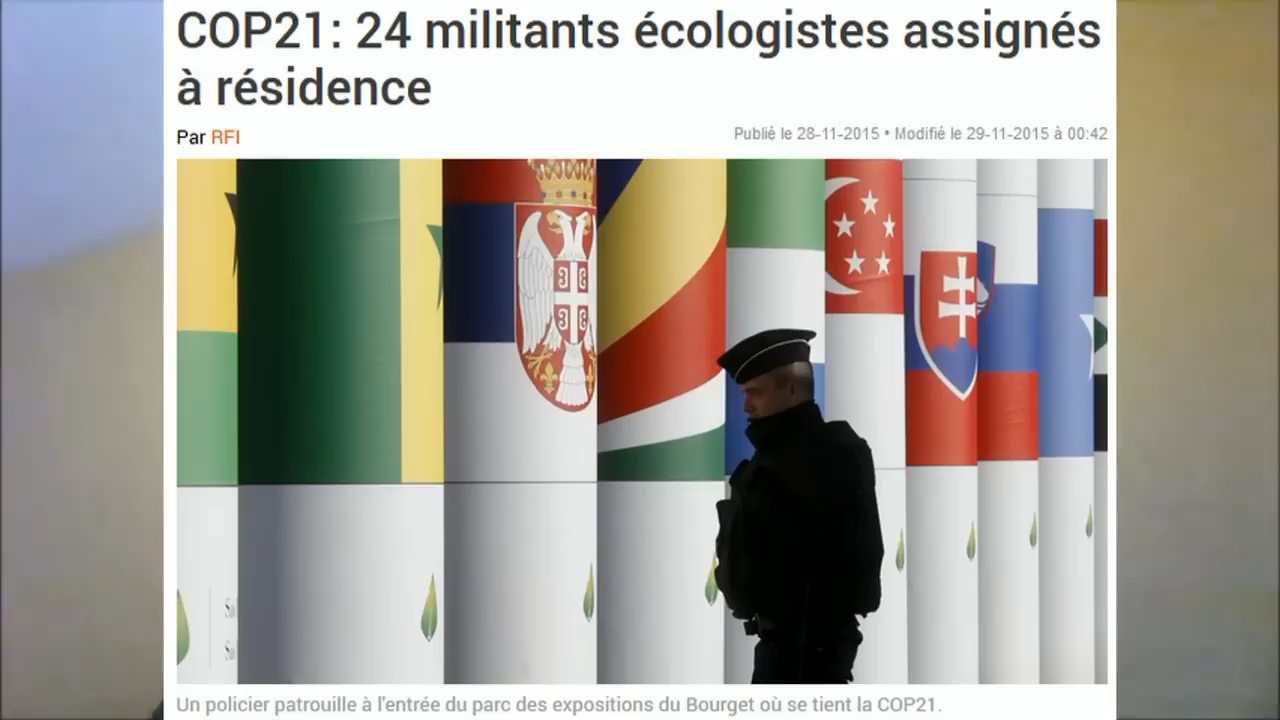 COP21: 24 militants écologistes assignés
à résidence
Par RFI
Publié le 28-11-2015 • Modifié le 29-11-2015 à 00:42
Un policier patrouille à l'entrée du parc des expositions du Bourget où se tient la COP21.